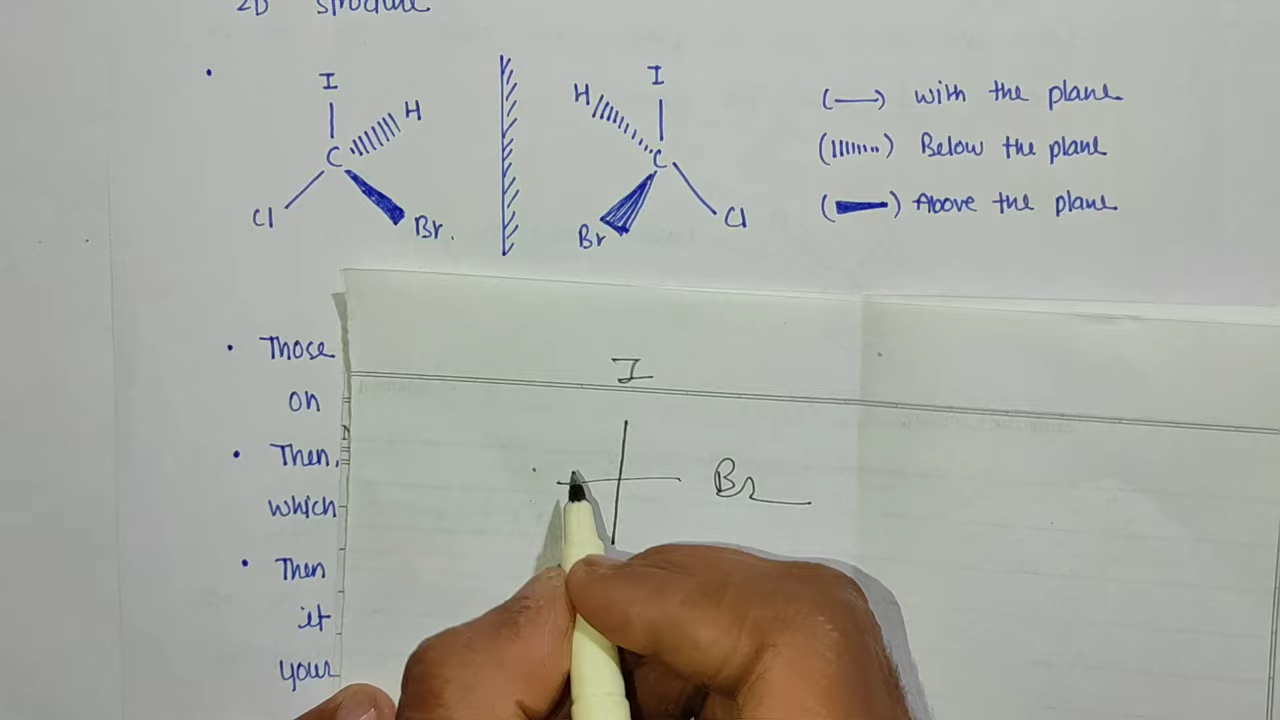 2D structure
I
H
C
Cl
Br.
I
H
C
Br
Cl
(—) with the plane
(ıııııı...) Below the plane
( ) Above the plane
Those
on
Then,
which
Then
it
your
I
Br